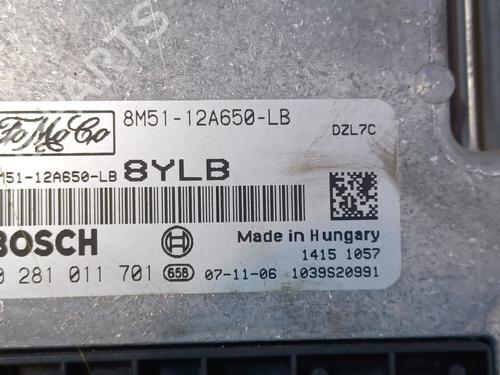 FoMoCo 8M51-12A650-LB DZL7C
M51-12A650-LB 8YLB
BOSCH Made in Hungary
1415 1057
0 281 011 701 658 07-11-06 1039S20991
PARTS